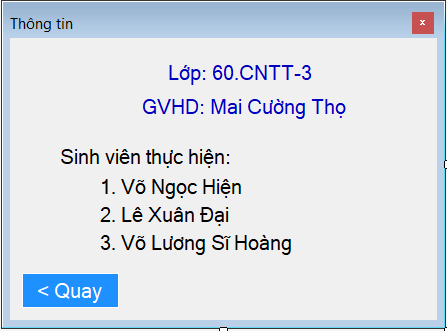 Thông tin
Lớp: 60.CNTT-3
GVHD: Mai Cường Thọ
Sinh viên thực hiện:
1. Võ Ngọc Hiện
2. Lê Xuân Đại
3. Võ Lương Sĩ Hoàng
< Quay